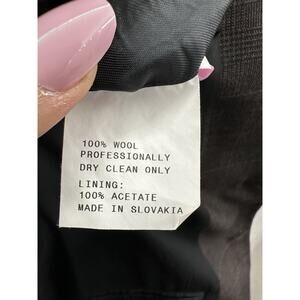 100% WOOL
PROFESSIONALLY
DRY CLEAN ONLY
LINING:
100% ACETATE
MADE IN SLOVAKIA